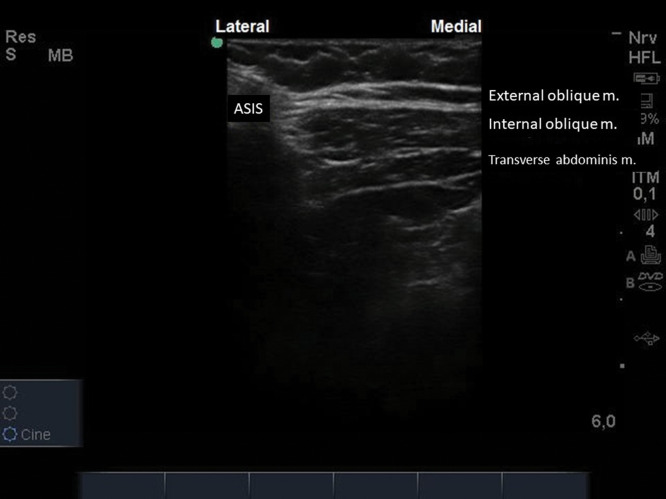 Lateral Medial
Res
S MB
Nrv
HFL
ASIS
External oblique m.
Internal oblique m.
Transverse abdominis m.
ITM
0,1
4
A
B DVD
Cine
6,0